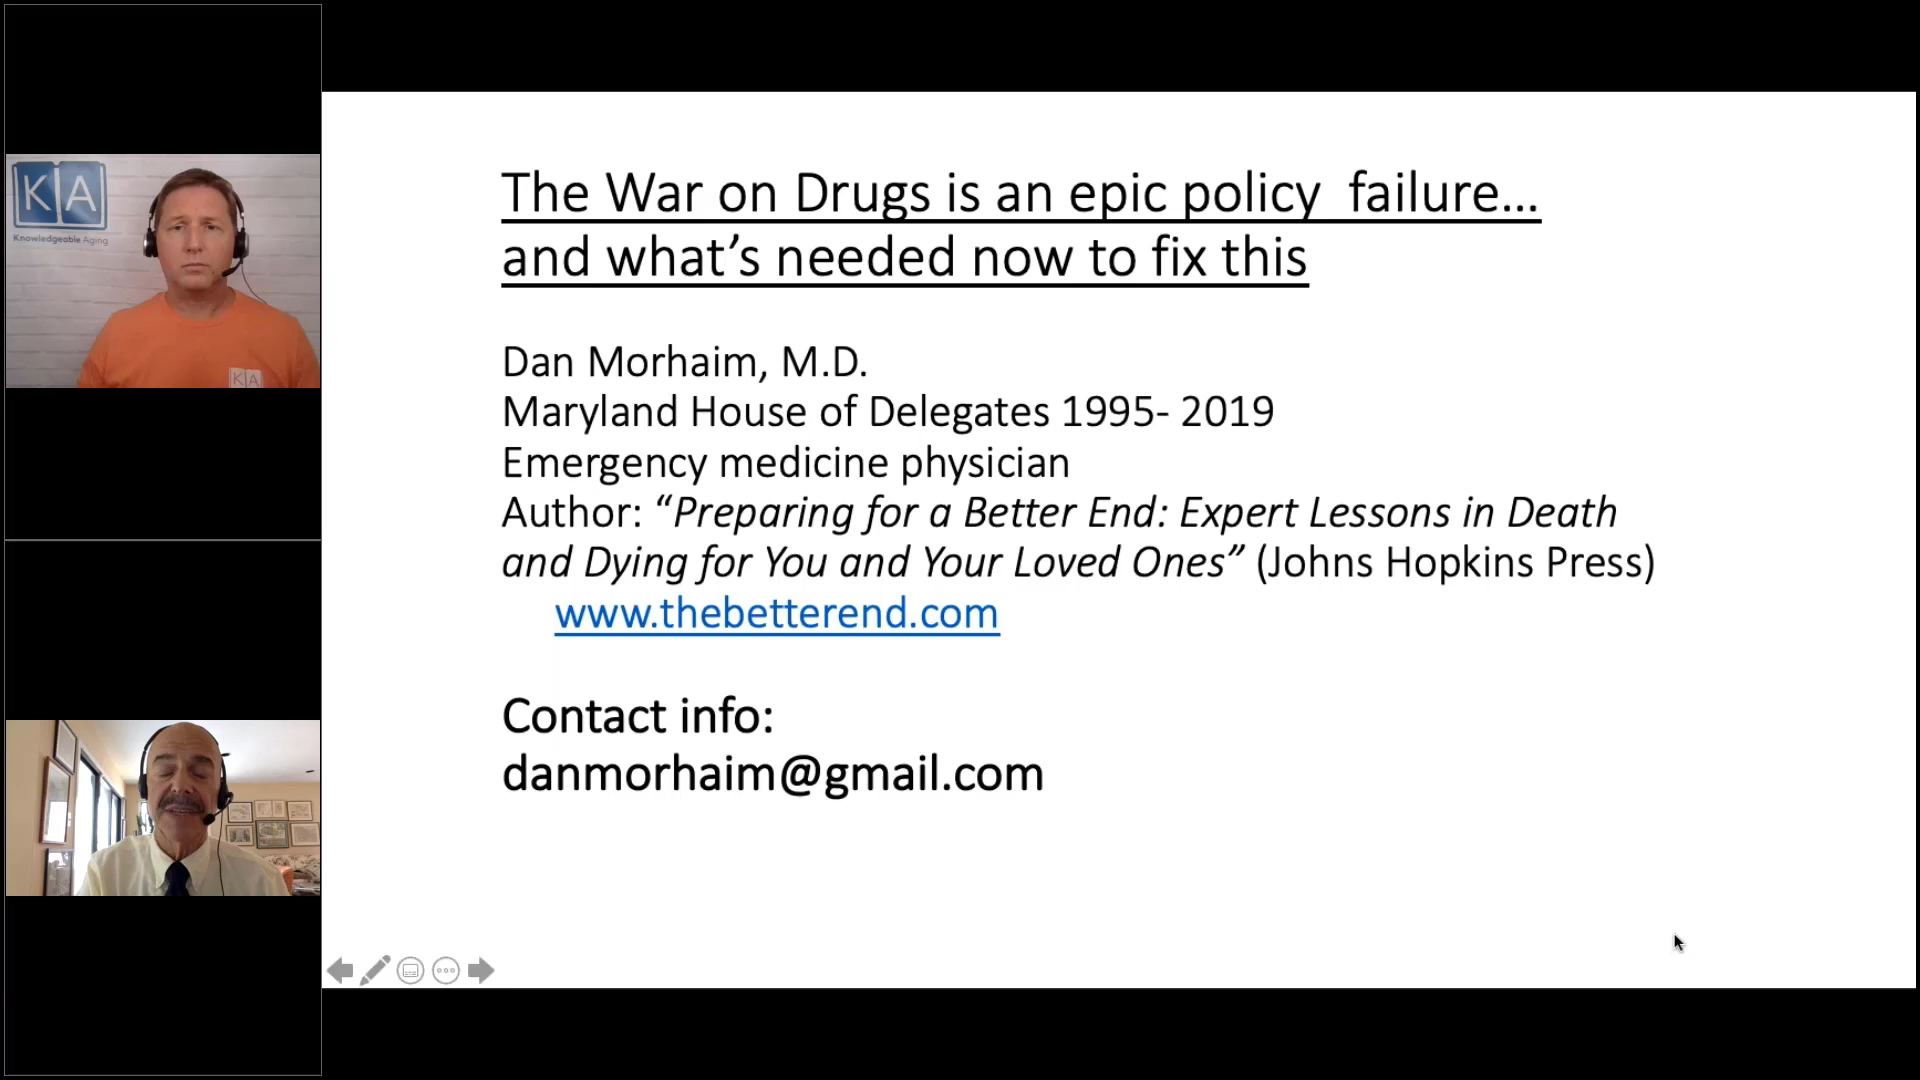 K A
Knowledgeable Aging
K A
The War on Drugs is an epic policy  failure...
and what's needed now to fix this
Dan Morhaim, M.D.
Maryland House of Delegates 1995- 2019
Emergency medicine physician
Author: “Preparing for a Better End: Expert Lessons in Death
and Dying for You and Your Loved Ones” (Johns Hopkins Press)
www.thebetterend.com
Contact info:
danmorhaim@gmail.com